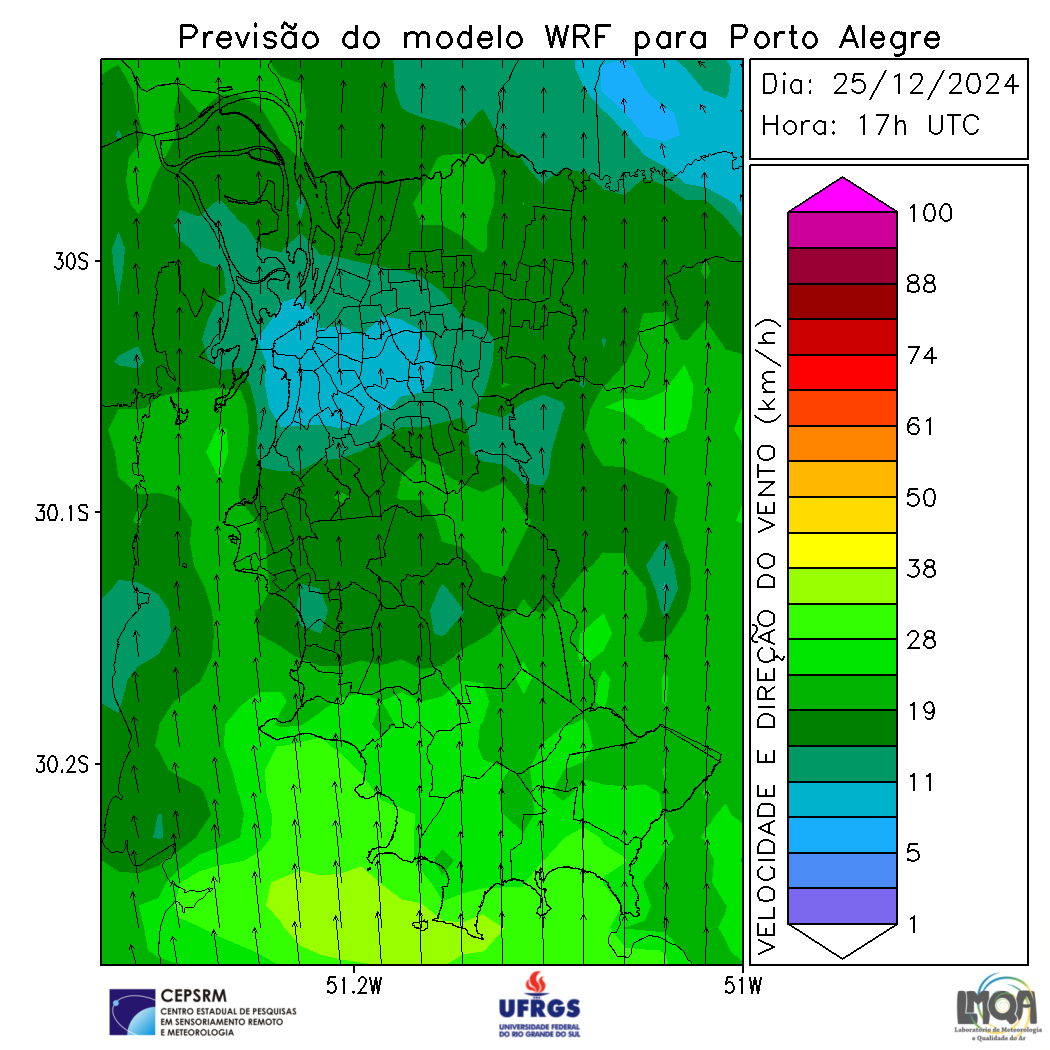 Previsão do modelo WRF para Porto Alegre
Dia: 25/12/2024
Hora: 17h UTC
30S
30.1S
30.2S
51.2W
51W
VELOCIDADE E DIREÇÃO DO VENTO (km/h)
100
88
74
61
50
38
28
19
11
5
1
CEPSRM
CENTRO ESTADUAL DE PESQUISAS
EM SENSORIAMENTO REMOTO
E METEOROLOGIA
UFRGS
UNIVERSIDADE FEDERAL
DO RIO GRANDE DO SUL
LMQA
Laboratório de Meteorologia
e Qualidade do Ar